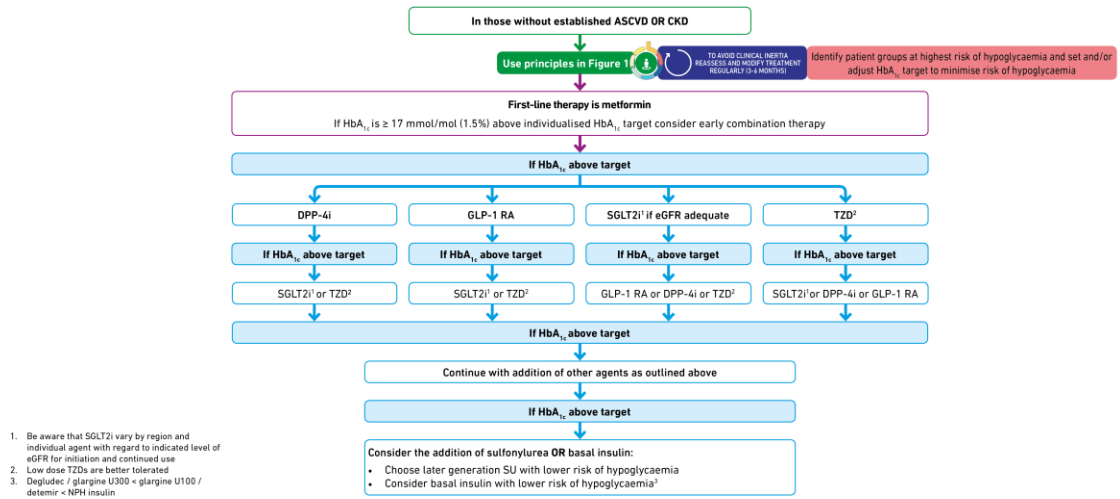 In those without established ASCVD OR CKD
Use principles in Figure 1
TO AVOID CLINICAL INERTIA
REASSESS AND MODIFY TREATMENT
REGULARLY (3-6 MONTHS)
Identify patient groups at highest risk of hypoglycaemia and set and/or
adjust HbA1c target to minimise risk of hypoglycaemia
First-line therapy is metformin
If HbA1c is ≥ 17 mmol/mol (1.5%) above individualised HbA1c target consider early combination therapy
If HbA1c above target
DPP-4i
GLP-1 RA
SGLT2i¹ if eGFR adequate
TZD²
If HbA1c above target
If HbA1c above target
If HbA1c above target
If HbA1c above target
SGLT2i¹ or TZD²
SGLT2i¹ or TZD²
GLP-1 RA or DPP-4i or TZD²
SGLT2i¹or DPP-4i or GLP-1 RA
If HbA1c above target
Continue with addition of other agents as outlined above
If HbA1c above target
Consider the addition of sulfonylurea OR basal insulin:
• Choose later generation SU with lower risk of hypoglycaemia
• Consider basal insulin with lower risk of hypoglycaemia³
1. Be aware that SGLT2i vary by region and
individual agent with regard to indicated level of
eGFR for initiation and continued use
2. Low dose TZDs are better tolerated
3. Degludec / glargine U300 < glargine U100 /
detemir < NPH insulin